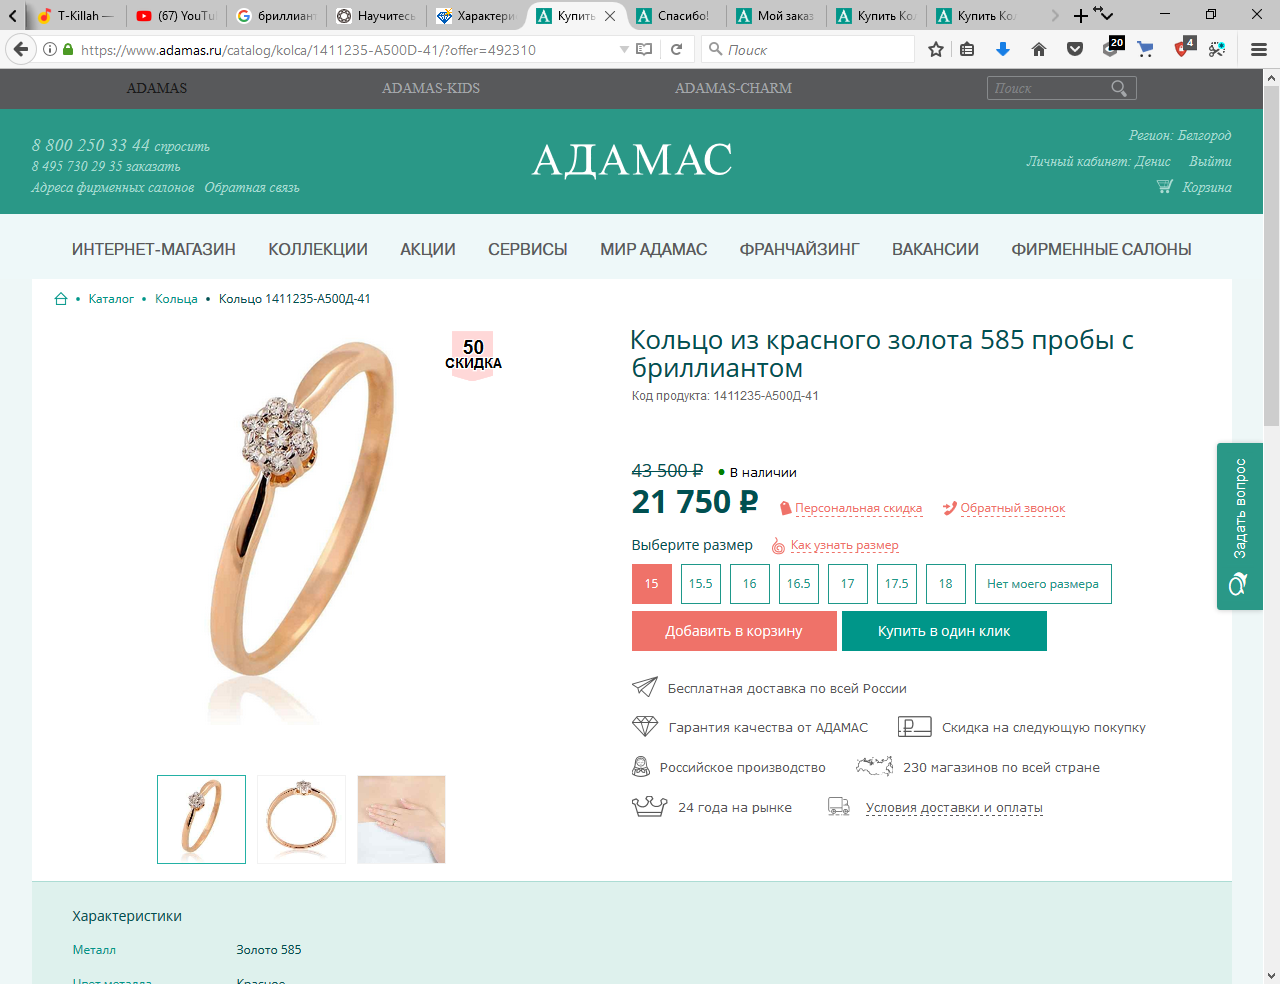 T-Killah —
(67) YouTu
бриллиант
Научитесь
Характери
Купить
Спасибо!
Мой заказ
Купить Кол
Купить Кол
https://www.adamas.ru/catalog/kolca/1411235-A500D-41/?offer=492310
Поиск
20
4
ADAMAS
ADAMAS-KIDS
ADAMAS-CHARM
Поиск
8 800 250 33 44 спросить
8 495 730 29 35 заказать
Адреса фирменных салонов Обратная связь
АДАМАС
Регион: Белгород
Личный кабинет: Денис Выйти
Корзина
ИНТЕРНЕТ-МАГАЗИН КОЛЛЕКЦИИ АКЦИИ СЕРВИСЫ МИР АДАМАС ФРАНЧАЙЗИНГ ВАКАНСИИ ФИРМЕННЫЕ САЛОНЫ
Каталог • Кольца • Кольцо 1411235-А500Д-41
50
СКИДКА
Кольцо из красного золота 585 пробы с
бриллиантом
Код продукта: 1411235-А500Д-41
43 500 ₽ • В наличии
21 750 ₽ Персональная скидка Обратный звонок
Выберите размер Как узнать размер
15 15.5 16 16.5 17 17.5 18 Нет моего размера
Добавить в корзину Купить в один клик
Бесплатная доставка по всей России
Гарантия качества от АДАМАС Скидка на следующую покупку
Российское производство 230 магазинов по всей стране
24 года на рынке Условия доставки и оплаты
Задать вопрос
Характеристики
Металл Золото 585
Цвет металла Красное